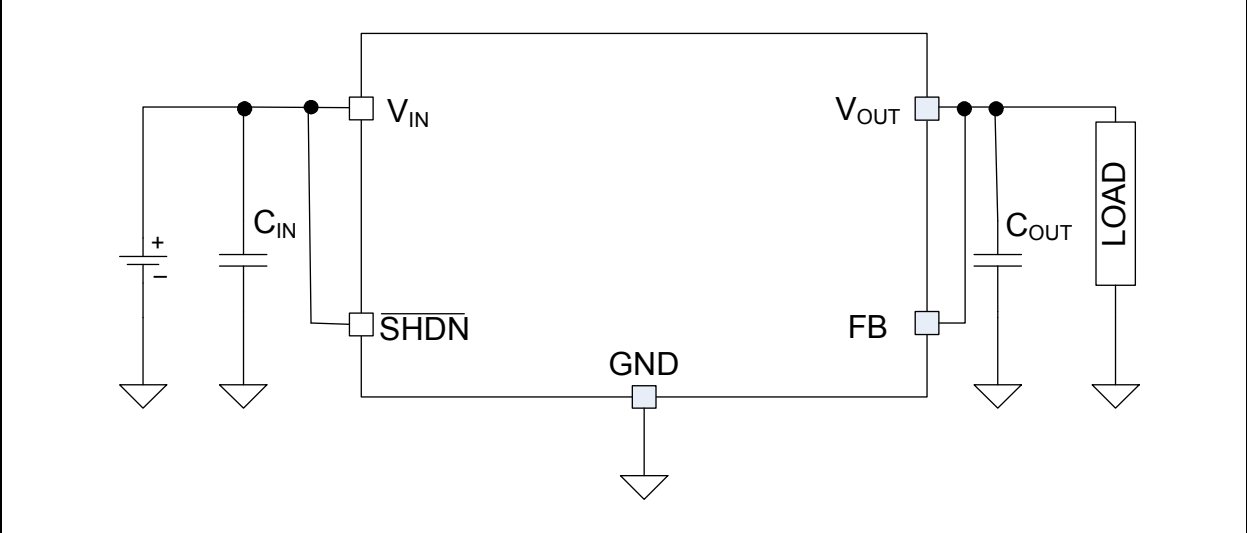 V_IN
V_OUT
LOAD
+
C_IN
C_OUT
–
SHDN
FB
GND